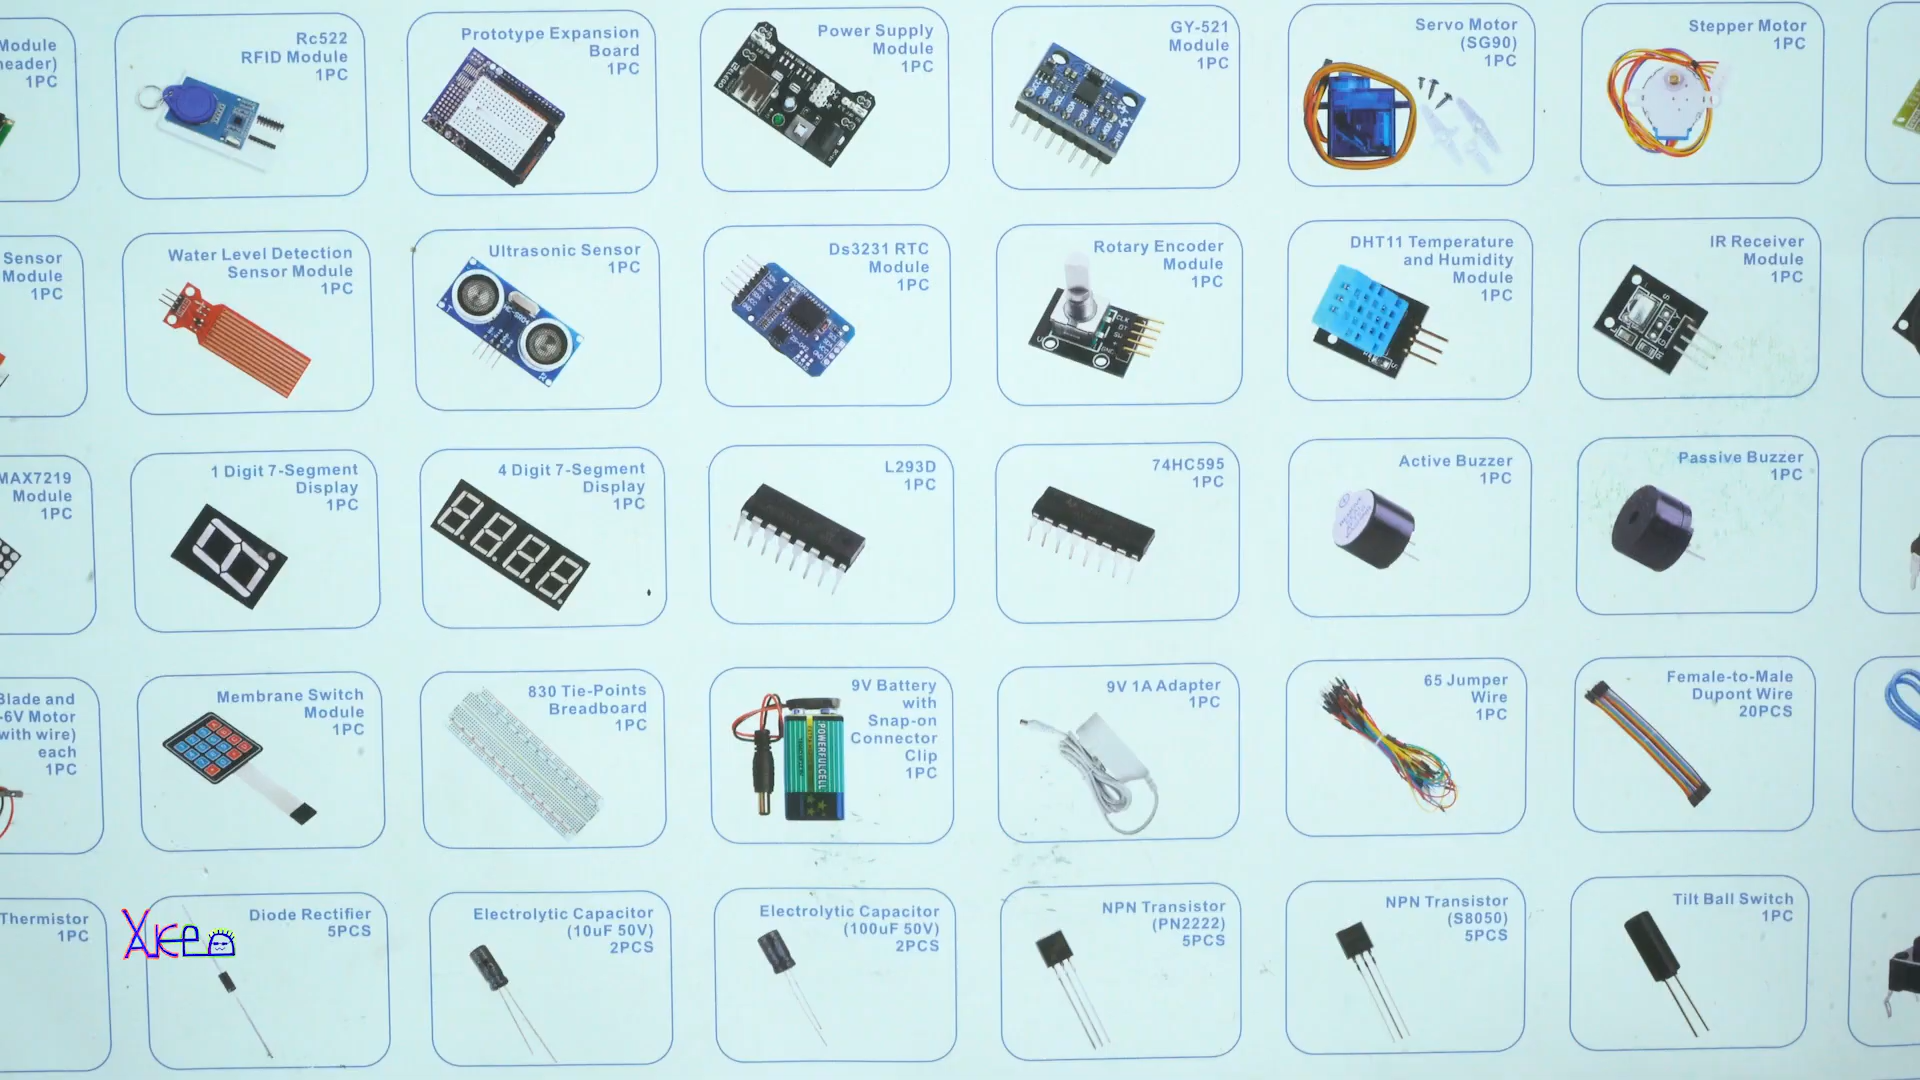 Module
header)
1PC
Rc522
RFID Module
1PC
Prototype Expansion
Board
1PC
Power Supply
Module
1PC
GY-521
Module
1PC
Servo Motor
(SG90)
1PC
Stepper Motor
1PC
Sensor
Module
1PC
Water Level Detection
Sensor Module
1PC
Ultrasonic Sensor
1PC
Ds3231 RTC
Module
1PC
Rotary Encoder
Module
1PC
DHT11 Temperature
and Humidity
Module
1PC
IR Receiver
Module
1PC
MAX7219
Module
1PC
1 Digit 7-Segment
Display
1PC
4 Digit 7-Segment
Display
1PC
L293D
1PC
74HC595
1PC
Active Buzzer
1PC
Passive Buzzer
1PC
Blade and
-6V Motor
with wire)
each
1PC
Membrane Switch
Module
1PC
830 Tie-Points
Breadboard
1PC
9V Battery
with
Snap-on
Connector
Clip
1PC
POWERFULCELL
9V 1A Adapter
1PC
65 Jumper
Wire
1PC
Female-to-Male
Dupont Wire
20PCS
Thermistor
1PC
Diode Rectifier
5PCS
Electrolytic Capacitor
(10uF 50V)
2PCS
Electrolytic Capacitor
(100uF 50V)
2PCS
NPN Transistor
(PN2222)
5PCS
NPN Transistor
(S8050)
5PCS
Tilt Ball Switch
1PC